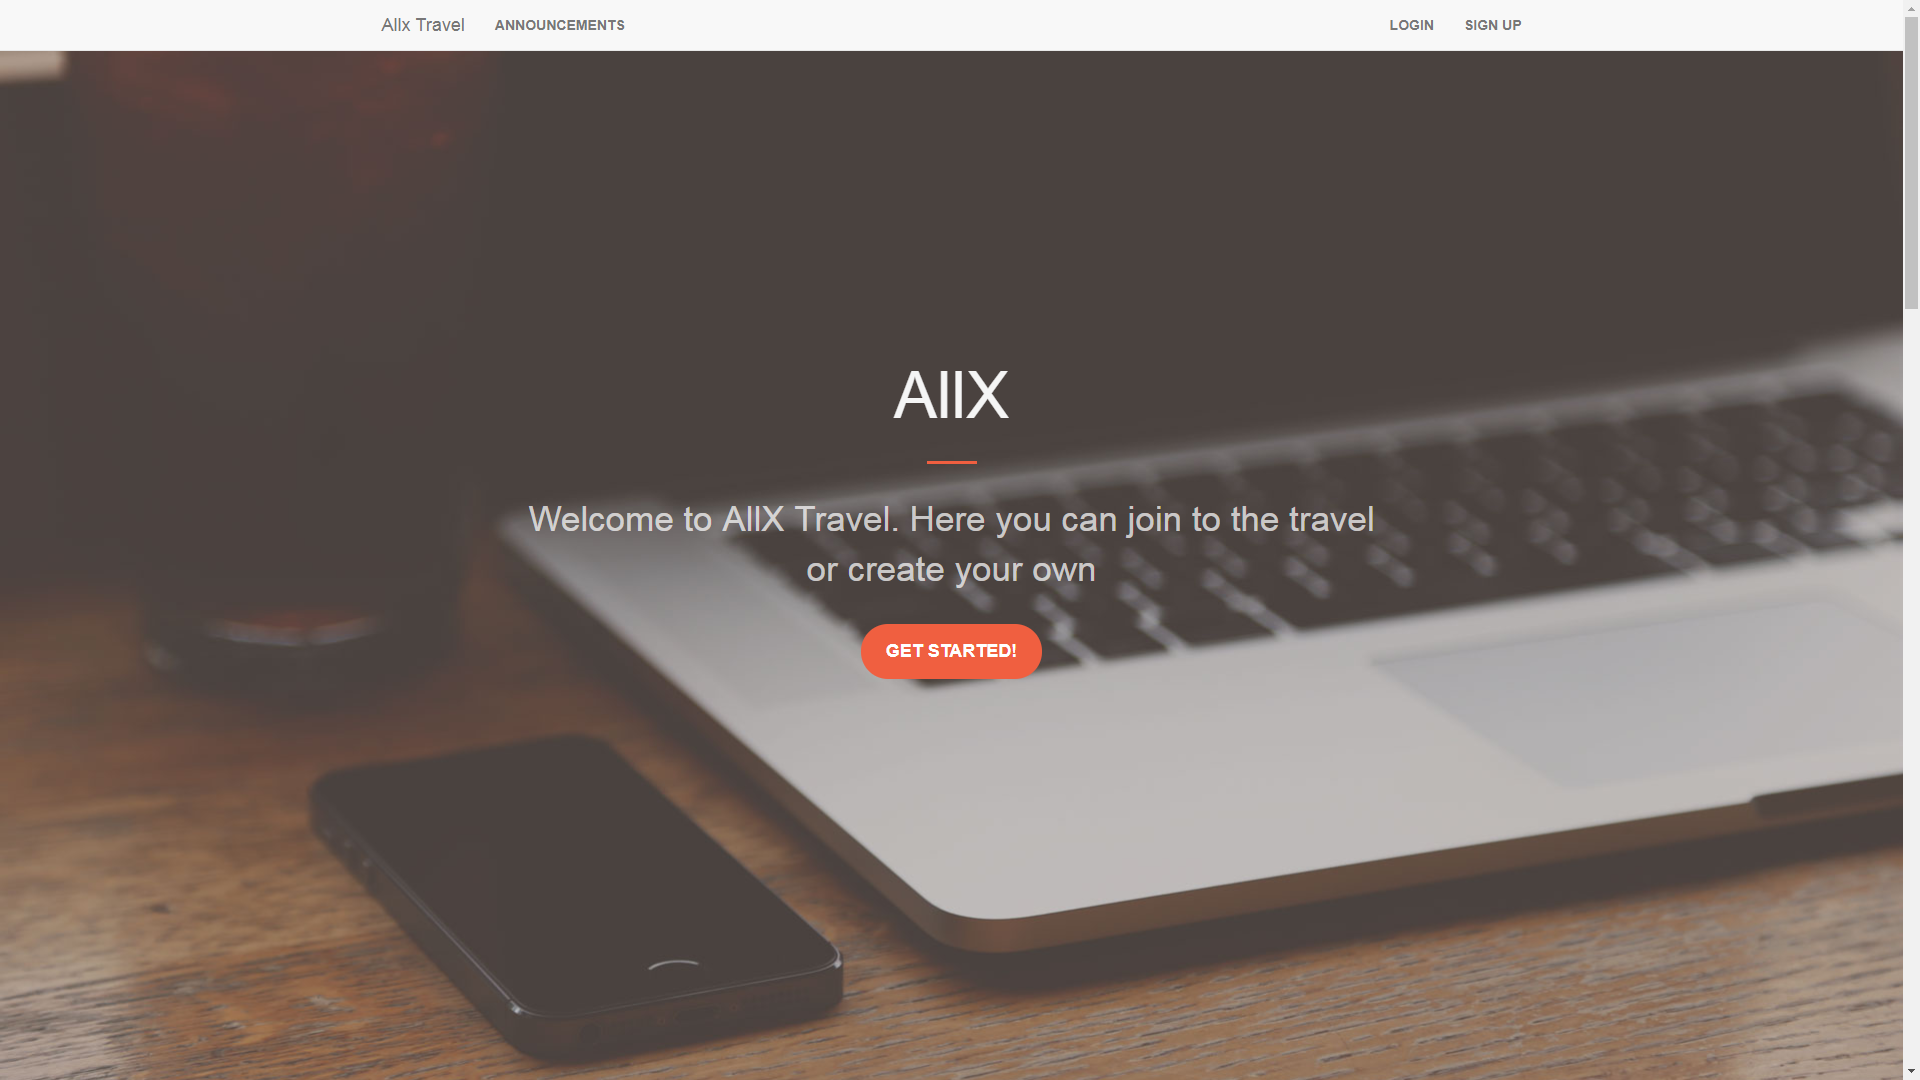 Allx Travel ANNOUNCEMENTS LOGIN SIGN UP
AllX
Welcome to AllX Travel. Here you can join to the travel
or create your own
GET STARTED!